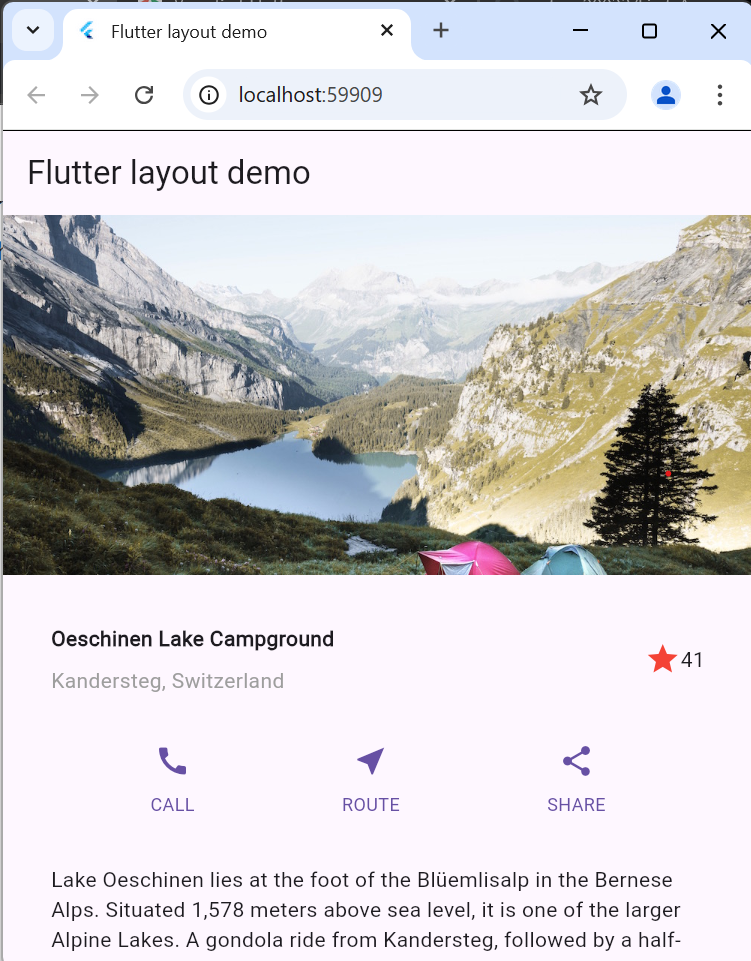 Flutter layout demo
localhost:59909
Flutter layout demo
Oeschinen Lake Campground
41
Kandersteg, Switzerland
CALL ROUTE SHARE
Lake Oeschinen lies at the foot of the Blüemlisalp in the Bernese
Alps. Situated 1,578 meters above sea level, it is one of the larger
Alpine Lakes. A gondola ride from Kandersteg, followed by a half-